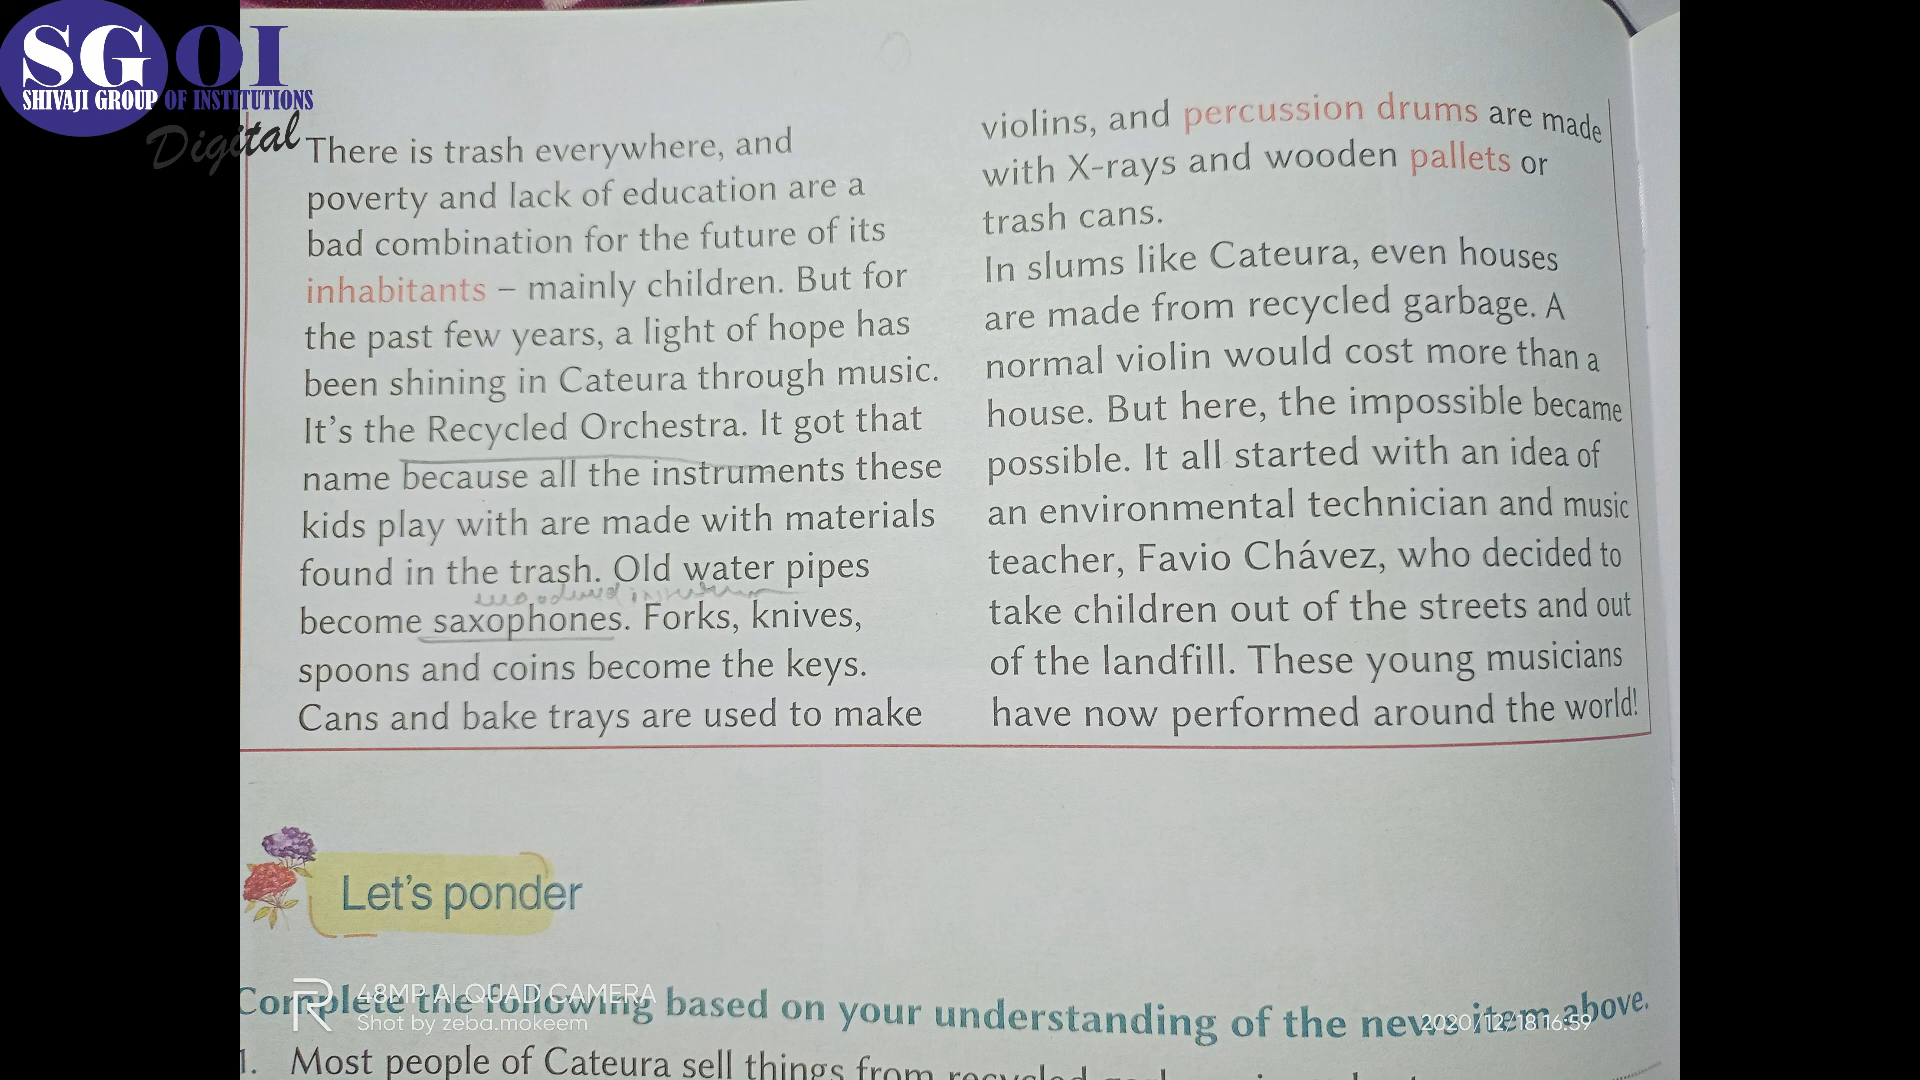 SGOI
SHIVAJI GROUP OF INSTITUTIONS
Digital
There is trash everywhere, and
poverty and lack of education are a
bad combination for the future of its
inhabitants – mainly children. But for
the past few years, a light of hope has
been shining in Cateura through music.
It's the Recycled Orchestra. It got that
name because all the instruments these
kids play with are made with materials
found in the trash. Old water pipes
become saxophones. Forks, knives,
spoons and coins become the keys.
Cans and bake trays are used to make
violins, and percussion drums are made
with X-rays and wooden pallets or
trash cans.
In slums like Cateura, even houses
are made from recycled garbage. A
normal violin would cost more than a
house. But here, the impossible became
possible. It all started with an idea of
an environmental technician and music
teacher, Favio Chávez, who decided to
take children out of the streets and out
of the landfill. These young musicians
have now performed around the world!
Let's ponder
Complete the following based on your understanding of the news item above.
48MP AI QUAD CAMERA
Shot by zeba.mokeem
2020/12/18 16:59
1. Most people of Cateura sell things from recycled